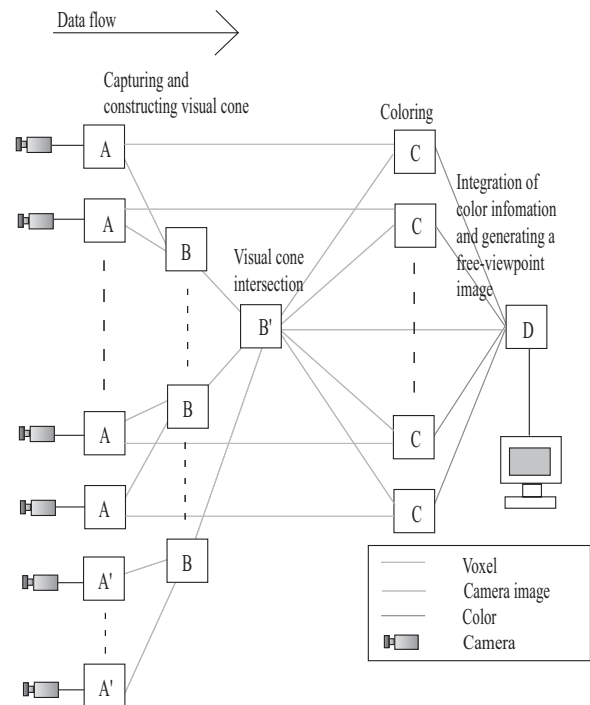 Data flow
Capturing and
constructing visual cone
Coloring
A
C
Integration of
color infomation
and generating a
free-viewpoint
image
A
C
B
Visual cone
intersection
B'
D
B
A
C
A
C
B
A'
A'
Voxel
Camera image
Color
Camera